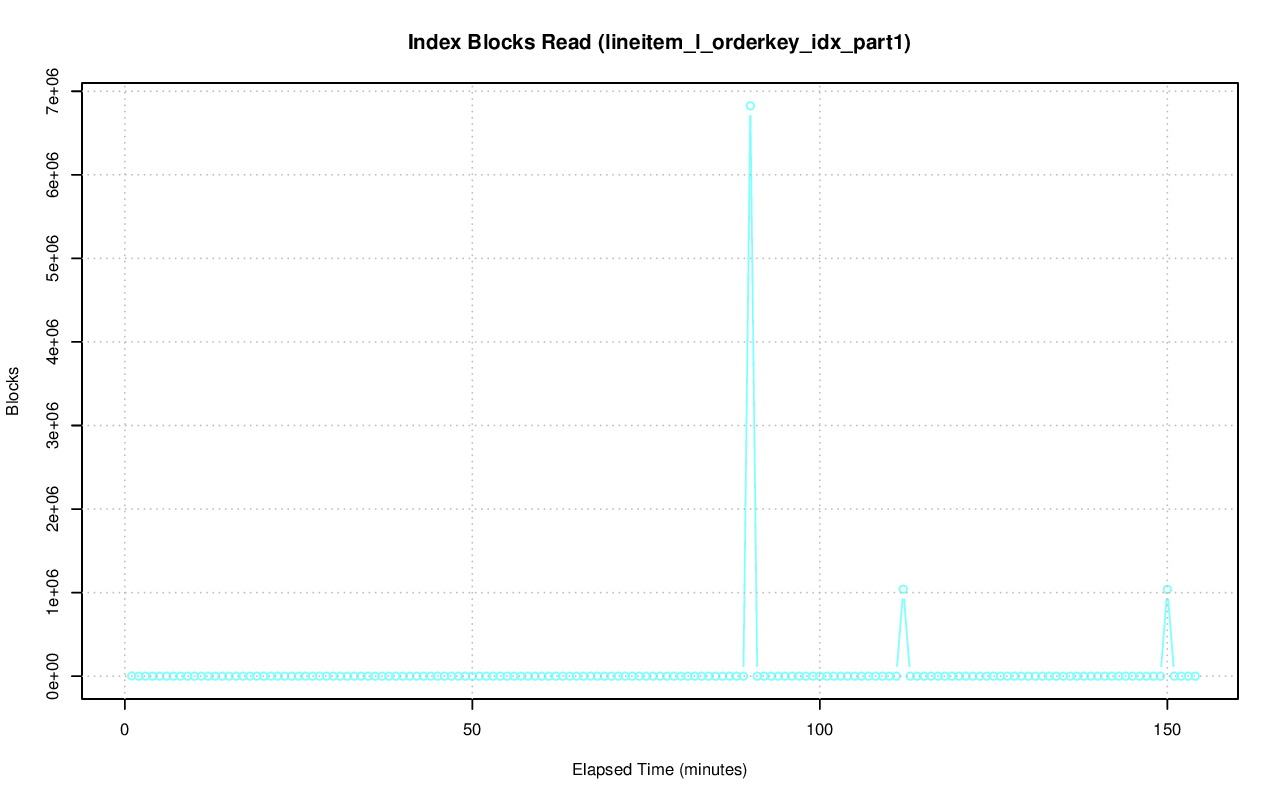 Index Blocks Read (lineitem_l_orderkey_idx_part1)
7e+06
6e+06
5e+06
4e+06
3e+06
2e+06
1e+06
0e+00
Blocks
0 50 100 150
Elapsed Time (minutes)